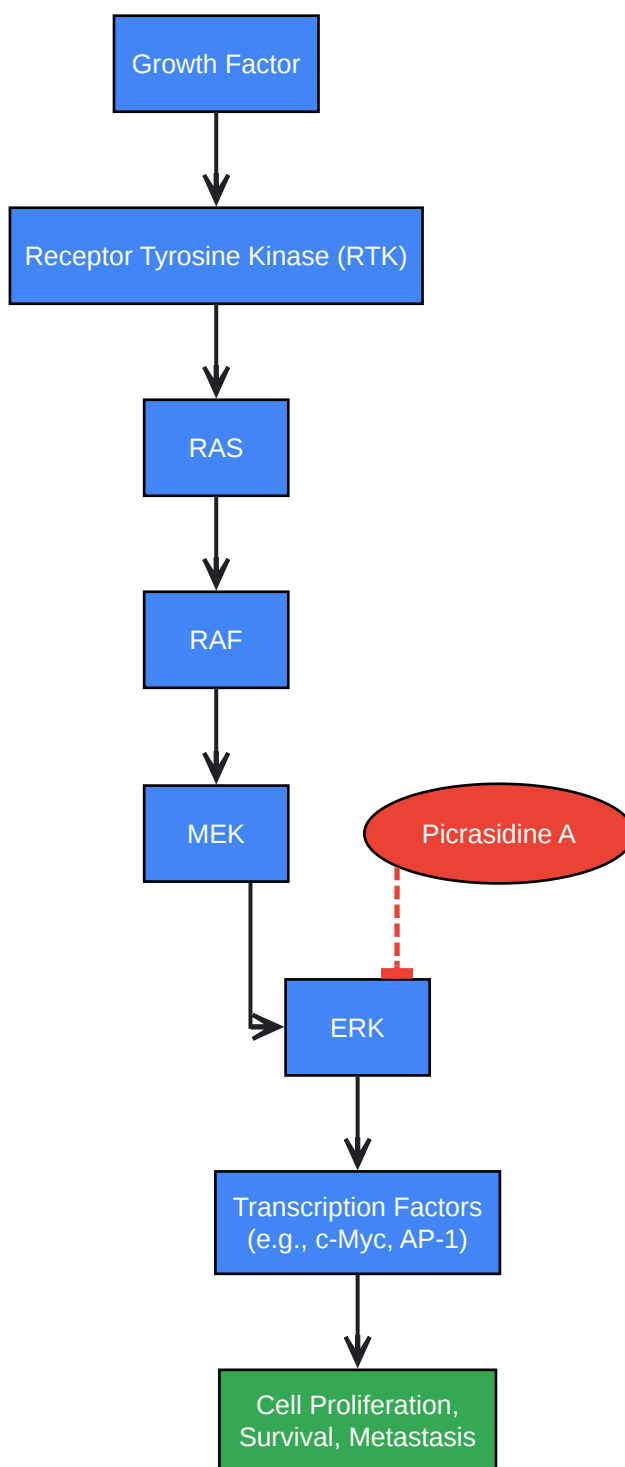 Growth Factor
Receptor Tyrosine Kinase (RTK)
RAS
RAF
MEK
Picrasidine A
ERK
Transcription Factors
(e.g., c-Myc, AP-1)
Cell Proliferation,
Survival, Metastasis